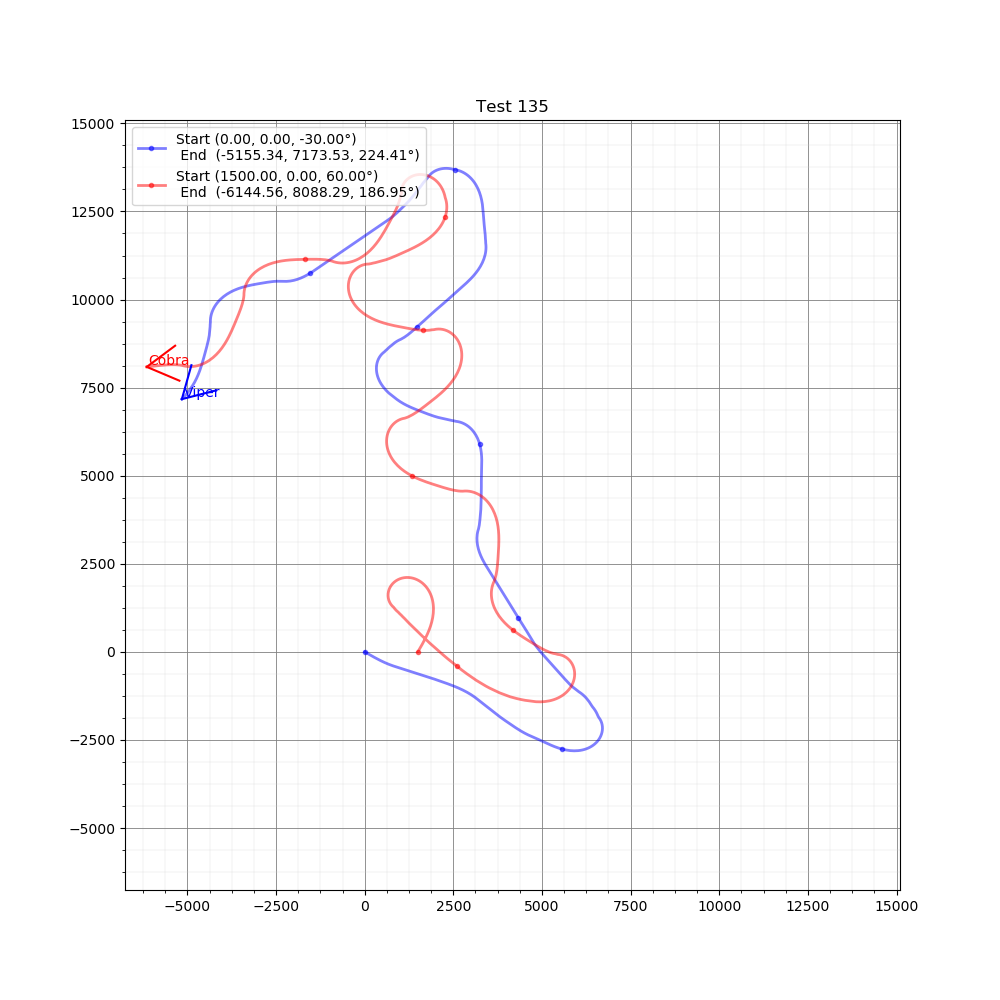 Test 135
Start (0.00, 0.00, -30.00°)
End (-5155.34, 7173.53, 224.41°)
Start (1500.00, 0.00, 60.00°)
End (-6144.56, 8088.29, 186.95°)
15000
12500
10000
7500
5000
2500
0
−2500
−5000
Cobra
Viper
−5000 −2500 0 2500 5000 7500 10000 12500 15000